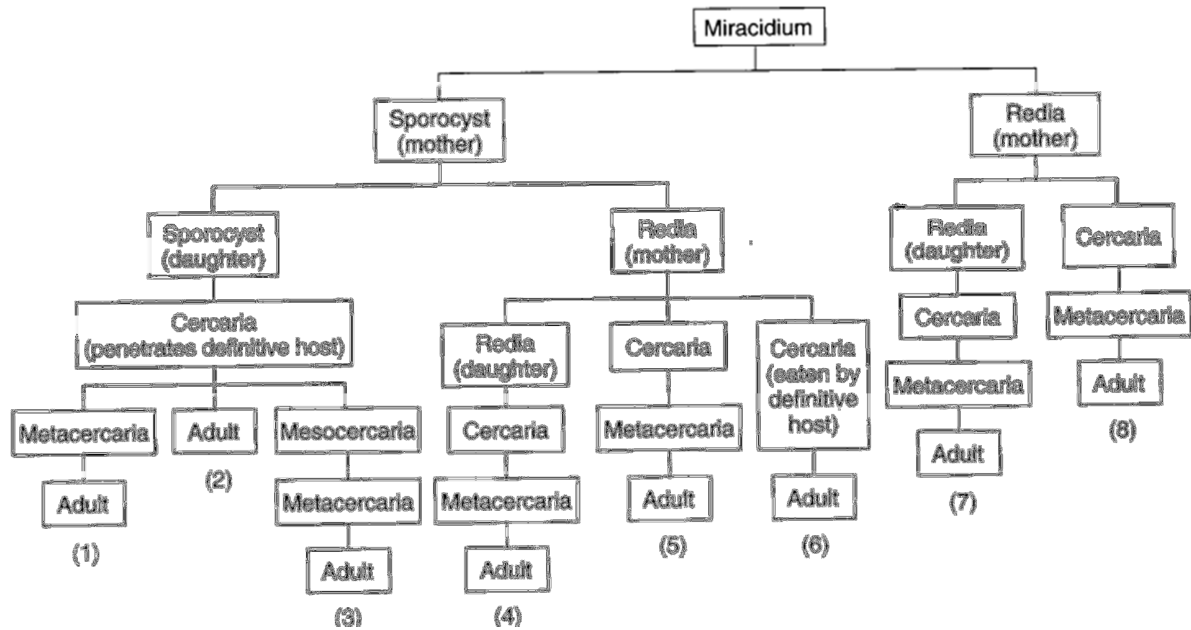 Miracidium
Sporocyst
(mother)
Redia
(mother)
Sporocyst
(daughter)
Redia
(mother)
Redia
(daughter)
Cercaria
Cercaria
(penetrates definitive host)
Redia
(daughter)
Cercaria
Cercaria
(eaten by
definitive
host)
Cercaria
Metacercaria
Metacercaria
Adult
Mesocercaria
Cercaria
Metacercaria
Metacercaria
Adult
Adult
(2)
Metacercaria
Metacercaria
Adult
Adult
Adult
(8)
(1)
Adult
Adult
(5)
(6)
(7)
(3)
(4)